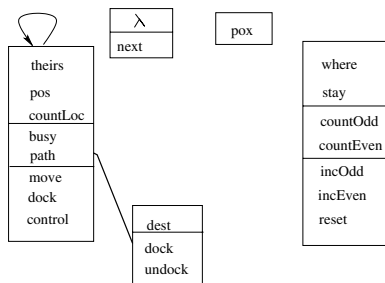 theirs
pos
countLoc
busy
path
move
dock
control
λ
next
pox
dest
dock
undock
where
stay
countOdd
countEven
incOdd
incEven
reset